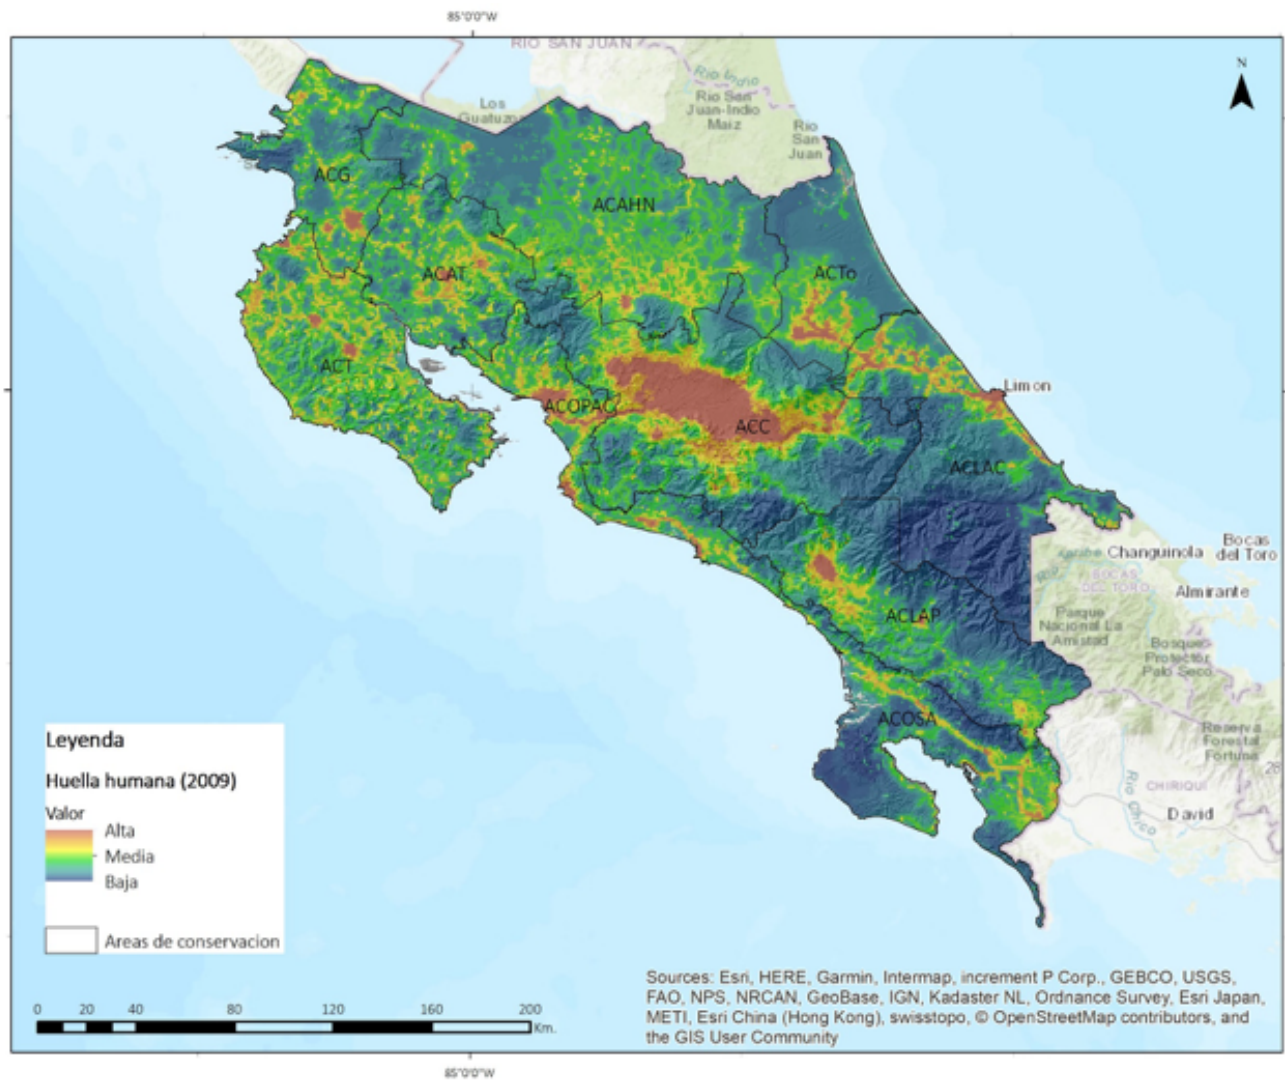 85°0'0"W
RIO SAN JUAN
N
Rio Indio
Los
Guatuzo
Rio San
Juan-Indio
Maiz
Rio
San
Juan
ACG
ACAHN
ACAT
ACTo
ACT
Limon
ACOPAC
ACC
ACLAC
Changuinola
Bocas
del Toro
BOCAS
DEL TORO
Almirante
Parque
Nacional La
Amistad
ACLAP
Bosque
Protector
Palo Seco
ACOSA
Reserva
Forestal
Fortuna
28
CHIRIQUI
Rio Chico
David
Leyenda
Huella humana (2009)
Valor
Alta
Media
Baja
Areas de conservacion
0 20 40 80 120 160 200
Km.
Sources: Esri, HERE, Garmin, Intermap, increment P Corp., GEBCO, USGS,
FAO, NPS, NRCAN, GeoBase, IGN, Kadaster NL, Ordnance Survey, Esri Japan,
METI, Esri China (Hong Kong), swisstopo, © OpenStreetMap contributors, and
the GIS User Community
85°0'0"W